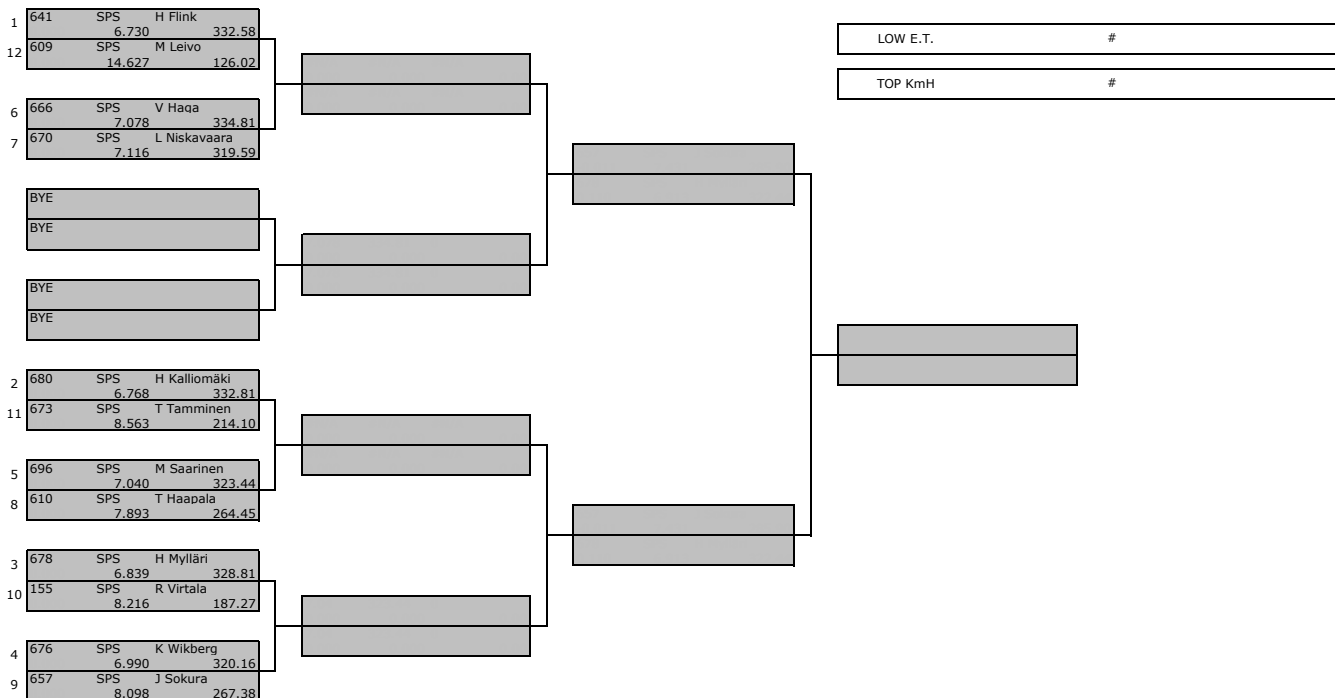 LOW E.T. #
TOP KmH #
1 641 SPS H Flink
6.730 332.58
12 609 SPS M Leivo
14.627 126.02
6 666 SPS V Haga
7.078 334.81
7 670 SPS L Niskavaara
7.116 319.59
BYE
BYE
BYE
BYE
2 680 SPS H Kalliomäki
6.768 332.81
11 673 SPS T Tamminen
8.563 214.10
5 696 SPS M Saarinen
7.040 323.44
8 610 SPS T Haapala
7.893 264.45
3 678 SPS H Mylläri
6.839 328.81
10 155 SPS R Virtala
8.216 187.27
4 676 SPS K Wikberg
6.990 320.16
9 657 SPS J Sokura
8.098 267.38